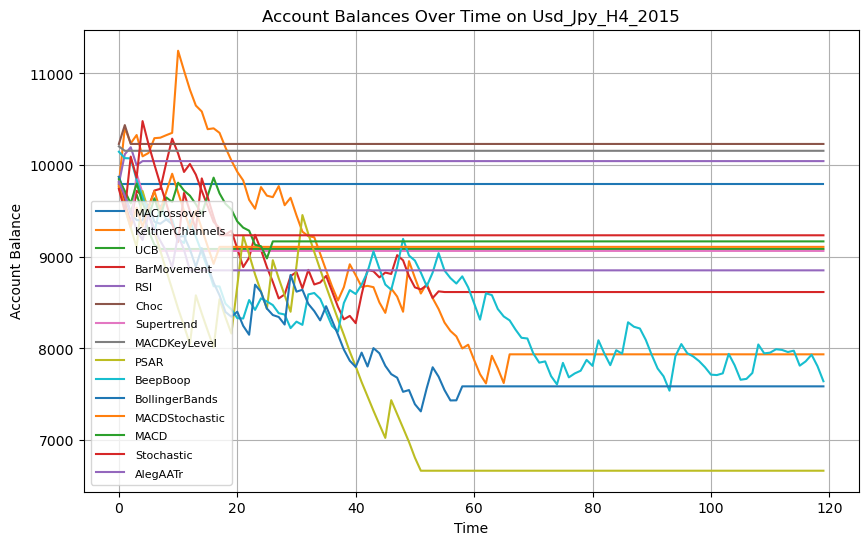 Account Balances Over Time on Usd_Jpy_H4_2015
Account Balance
11000
10000
9000
8000
7000
MACrossover
KeltnerChannels
UCB
BarMovement
RSI
Choc
Supertrend
MACDKeyLevel
PSAR
BeepBoop
BollingerBands
MACDStochastic
MACD
Stochastic
AlegAATr
0 20 40 60 80 100 120
Time